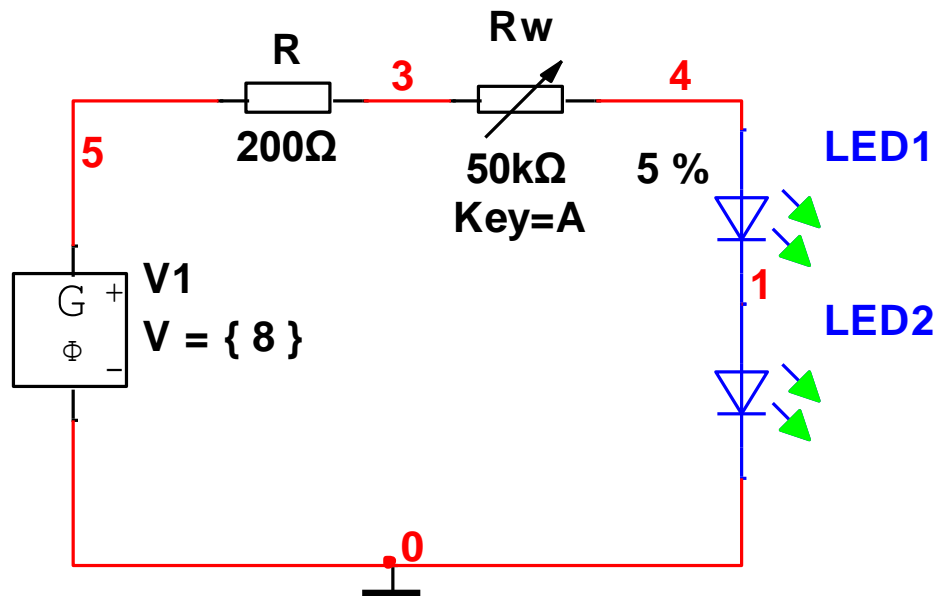 R
200Ω
3
Rw
50kΩ
Key=A
4
5 %
LED1
5
1
LED2
V1
V = { 8 }
G
+
Φ
−
0